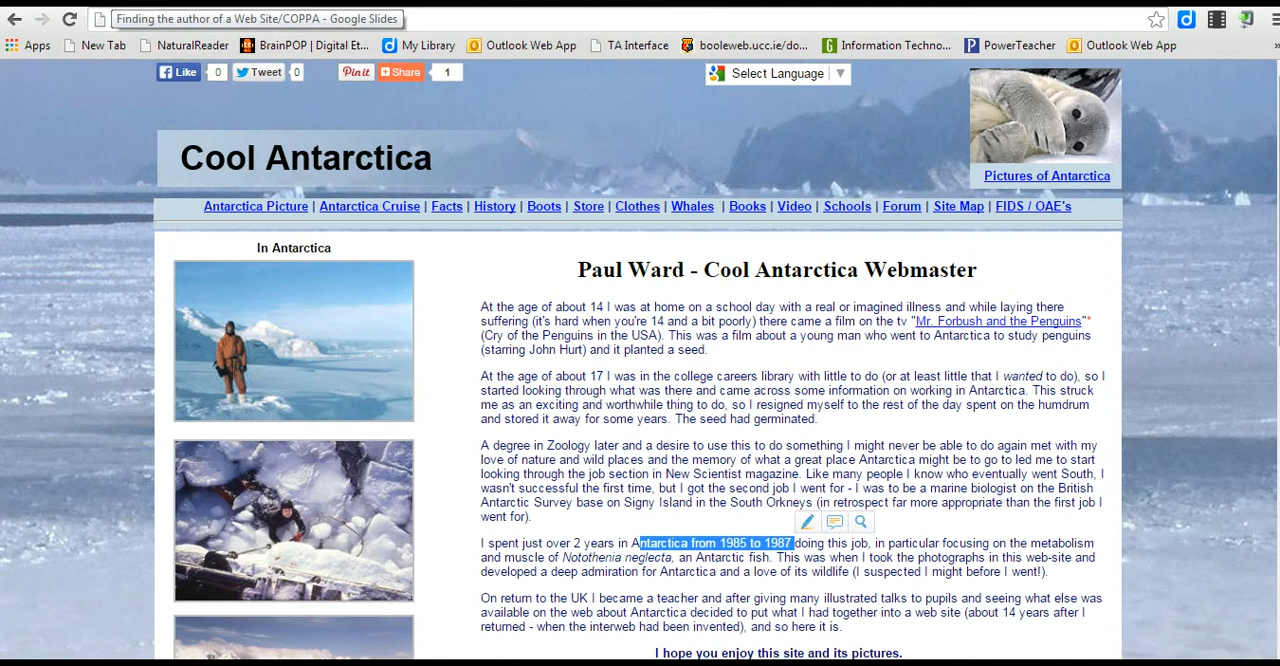 Finding the author of a Web Site/COPPA - Google Slides
Apps New Tab NaturalReader BrainPOP | Digital Et... My Library Outlook Web App TA Interface booleweb.ucc.ie/do... Information Techno... PowerTeacher Outlook Web App »
Like 0 Tweet 0 Pinit Share 1 Select Language
Cool Antarctica
Pictures of Antarctica
Antarctica Picture | Antarctica Cruise | Facts | History | Boots | Store | Clothes | Whales | Books | Video | Schools | Forum | Site Map | FIDS / OAE's
In Antarctica
Paul Ward - Cool Antarctica Webmaster
At the age of about 14 I was at home on a school day with a real or imagined illness and while laying there
suffering (it's hard when you're 14 and a bit poorly) there came a film on the tv "Mr. Forbush and the Penguins"*
(Cry of the Penguins in the USA). This was a film about a young man who went to Antarctica to study penguins
(starring John Hurt) and it planted a seed.
At the age of about 17 I was in the college careers library with little to do (or at least little that I wanted to do), so I
started looking through what was there and came across some information on working in Antarctica. This struck
me as an exciting and worthwhile thing to do, so I resigned myself to the rest of the day spent on the humdrum
and stored it away for some years. The seed had germinated.
A degree in Zoology later and a desire to use this to do something I might never be able to do again met with my
love of nature and wild places and the memory of what a great place Antarctica might be to go to led me to start
looking through the job section in New Scientist magazine. Like many people I know who eventually went South, I
wasn't successful the first time, but I got the second job I went for - I was to be a marine biologist on the British
Antarctic Survey base on Signy Island in the South Orkneys (in retrospect far more appropriate than the first job I
went for).
I spent just over 2 years in Antarctica from 1985 to 1987 doing this job, in particular focusing on the metabolism
and muscle of Notothenia neglecta, an Antarctic fish. This was when I took the photographs in this web-site and
developed a deep admiration for Antarctica and a love of its wildlife (I suspected I might before I went!).
On return to the UK I became a teacher and after giving many illustrated talks to pupils and seeing what else was
available on the web about Antarctica decided to put what I had together into a web site (about 14 years after I
returned - when the interweb had been invented), and so here it is.
I hope you enjoy this site and its pictures.